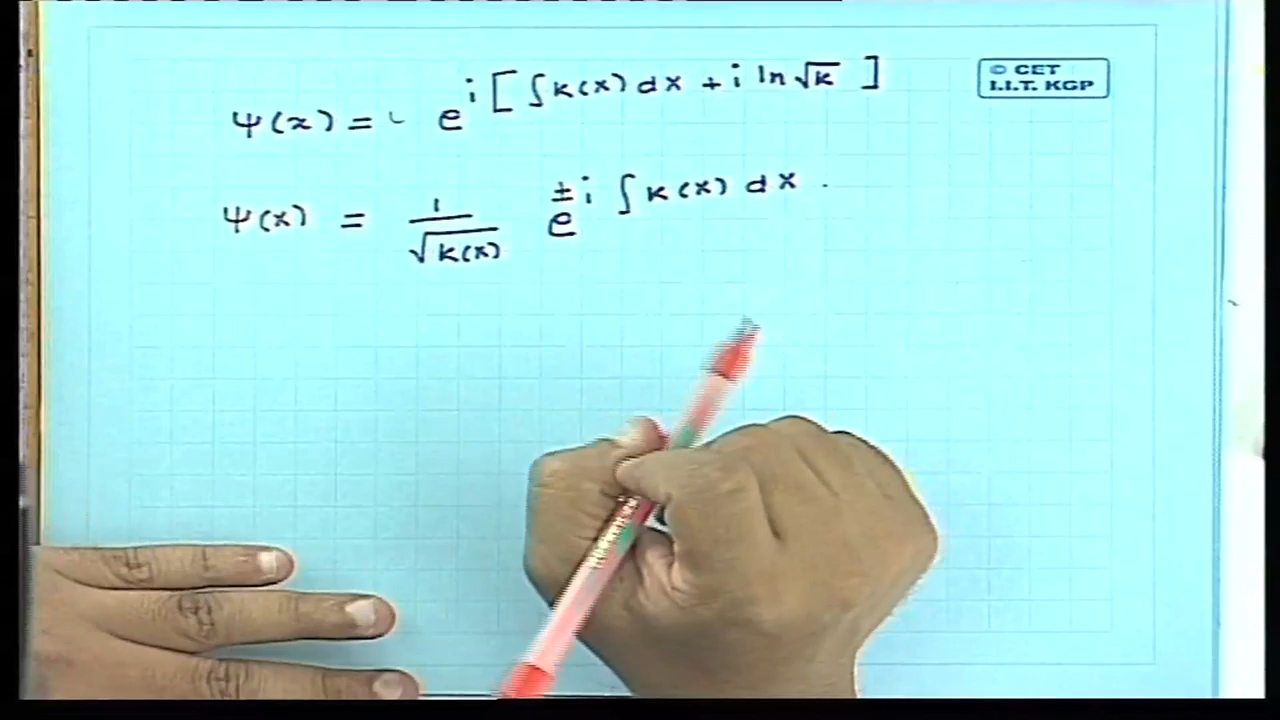 ψ(x) = e^{i[∫k(x) dx + i ln √k ]}
© CET
I.I.T. KGP
ψ(x) = 1/√k(x) e^{± i ∫k(x) dx} .